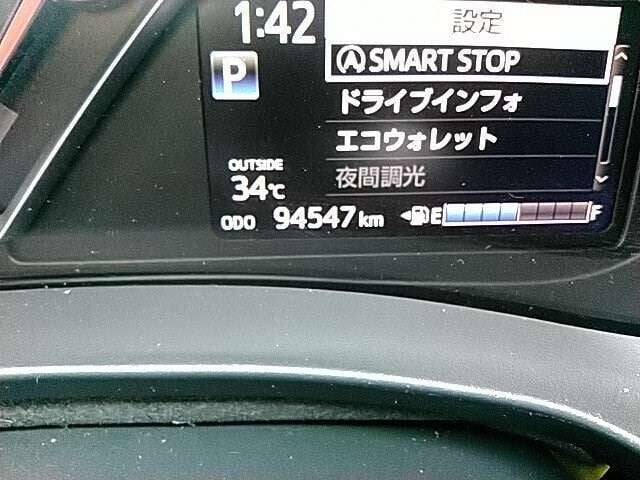 1:42
設定
P
SMART STOP
ドライブインフォ
エコウォレット
夜間調光
OUTSIDE
34℃
ODO 94547 km
E F